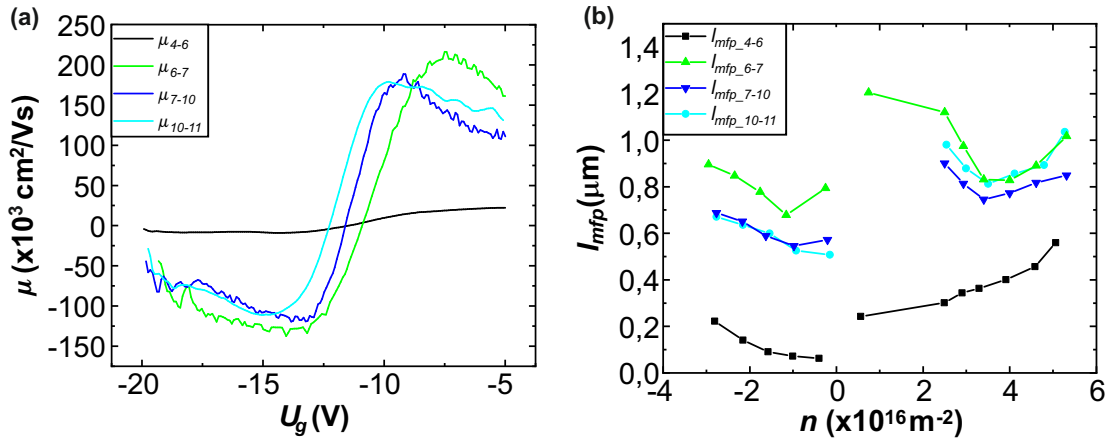 (a)
250
200
150
100
50
0
-50
-100
-150
μ (x10³ cm²/Vs)
μ4-6
μ6-7
μ7-10
μ10-11
-20
-15
-10
-5
Ug (V)
(b)
1,4
1,2
1,0
0,8
0,6
0,4
0,2
0,0
lmfp(μm)
lmfp_4-6
lmfp_6-7
lmfp_7-10
lmfp_10-11
-4
-2
0
2
4
6
n (x10¹⁶m⁻²)